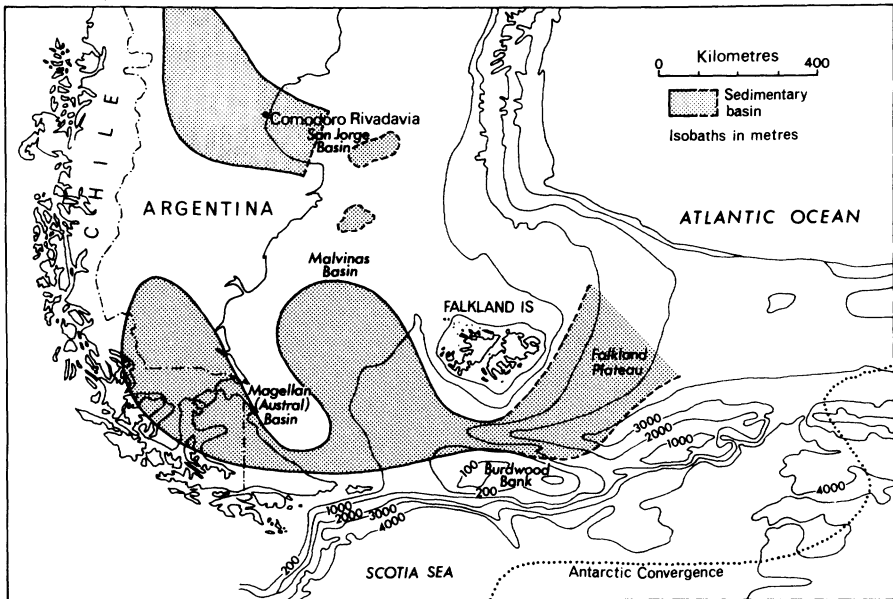 Kilometres
0 400
Sedimentary
basin
Isobaths in metres
CHILE
Comodoro Rivadavia
San Jorge
Basin
ARGENTINA
ATLANTIC OCEAN
Malvinas
Basin
FALKLAND IS
Falkland
Plateau
Magellan
(Austral)
Basin
3000
2000
1000
100
Burdwood
Bank
200
4000
1000
2000
3000
4000
200
SCOTIA SEA
Antarctic Convergence